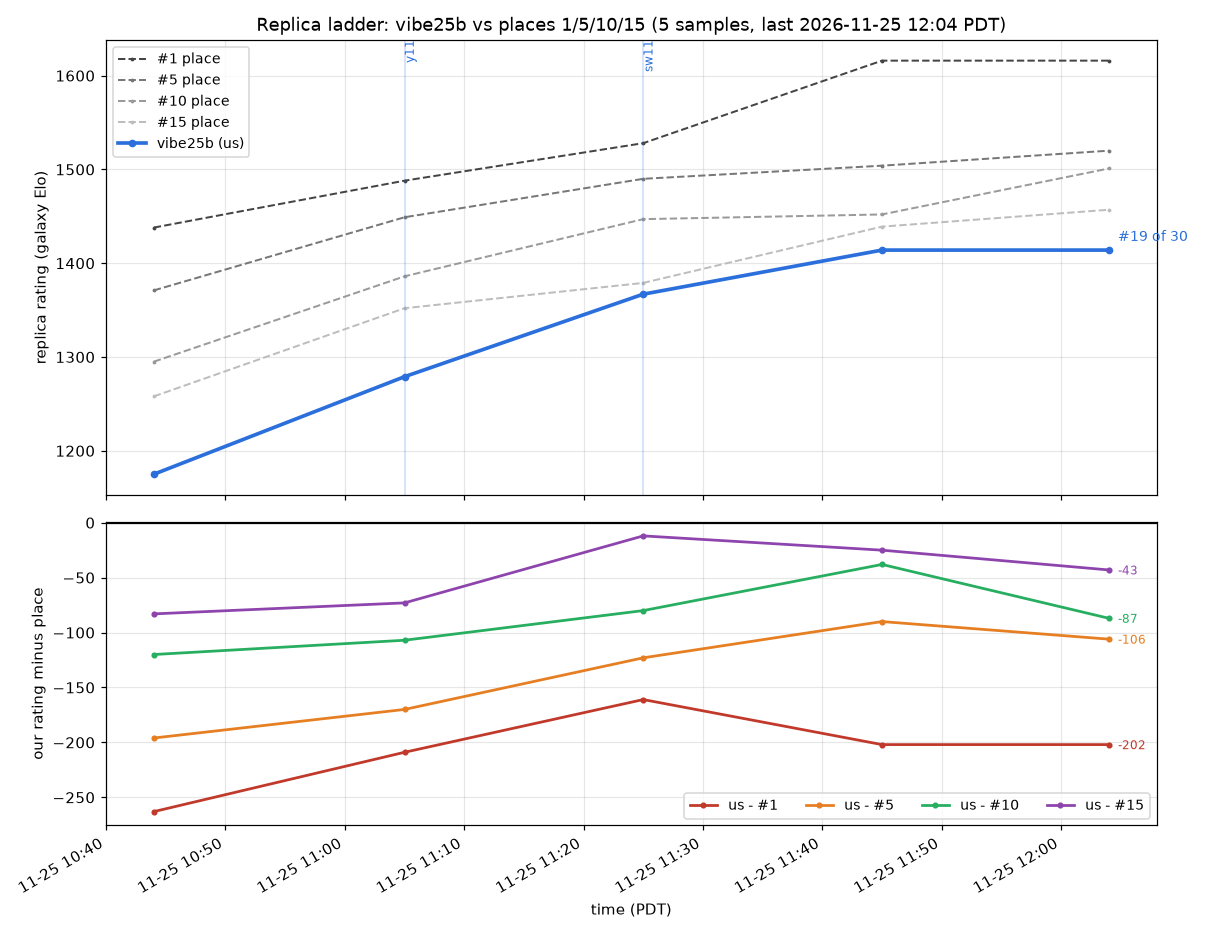 Replica ladder: vibe25b vs places 1/5/10/15 (5 samples, last 2026-11-25 12:04 PDT)
#1 place
#5 place
#10 place
#15 place
vibe25b (us)
y11
sw11
#19 of 30
replica rating (galaxy Elo)
1600
1500
1400
1300
1200
our rating minus place
0
−50
−100
−150
−200
−250
-43
-87
-106
-202
us - #1
us - #5
us - #10
us - #15
11-25 10:40
11-25 10:50
11-25 11:00
11-25 11:10
11-25 11:20
11-25 11:30
11-25 11:40
11-25 11:50
11-25 12:00
time (PDT)